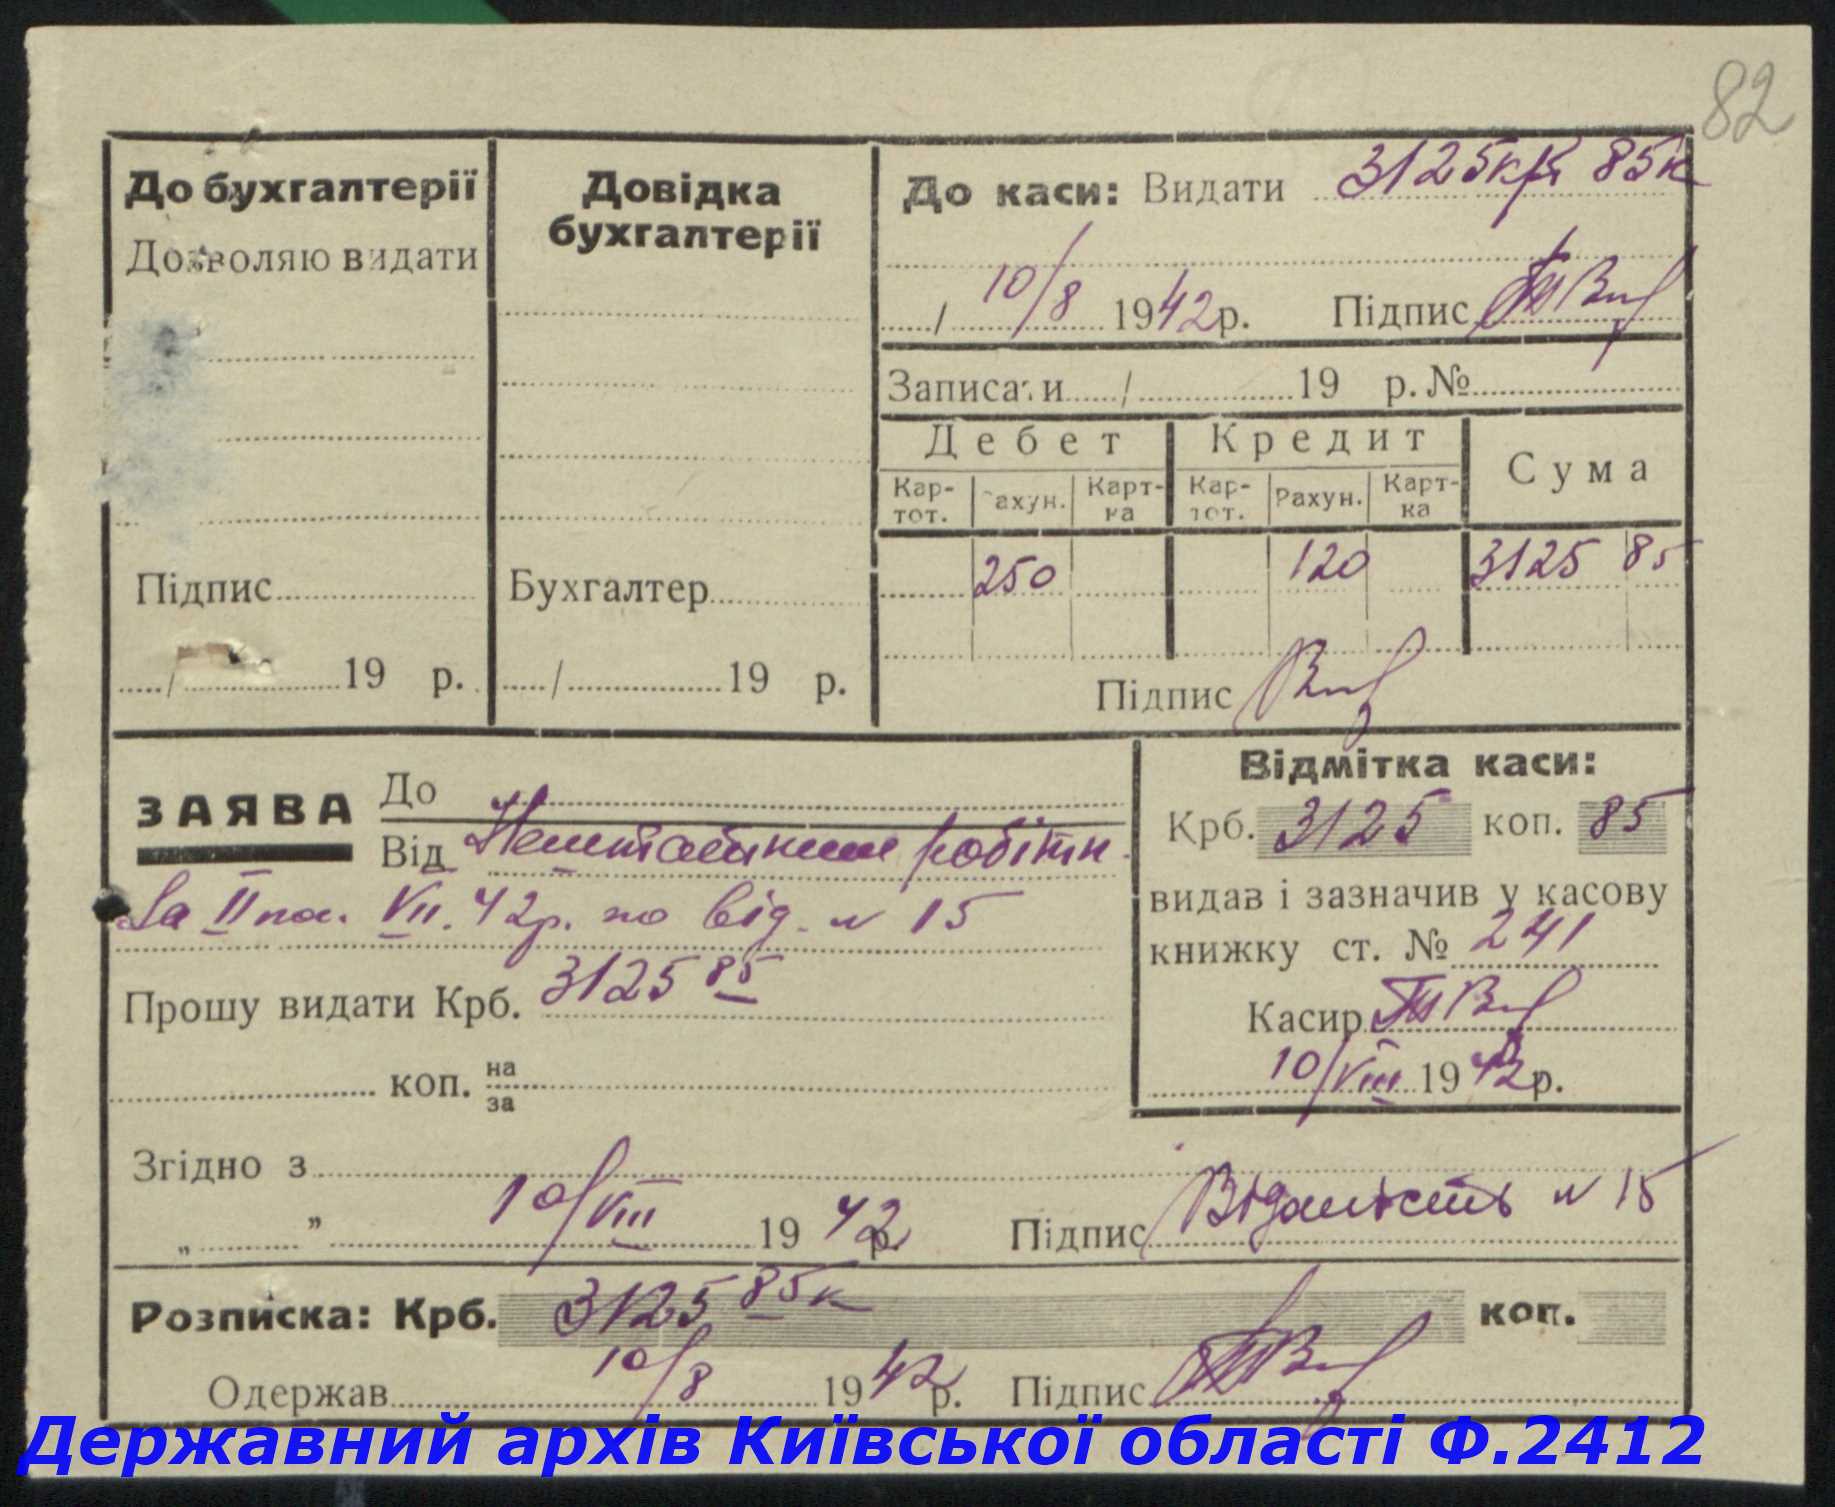 82
До бухгалтерії
Дозволяю видати
Підпис
/ 19 р.
Довідка
бухгалтерії
Бухгалтер
/ 19 р.
До каси: Видати 3125крб 85к
/ 10/8 1942р. Підпис
Записати / 19 р. №
Дебет Кредит Сума
Кар-тот. Рахун. Карт-ка Кар-тот. Рахун. Карт-ка
250 120 3125 85
Підпис
ЗАЯВА До
Від Нештатним робітн.
За II пол. VII. 42р. по від. № 15
Прошу видати Крб. 3125 85
коп. на
за
Відмітка каси:
Крб. 3125 коп. 85
видав і зазначив у касову
книжку ст. № 241
Касир
10/VIII 1942р.
Згідно з
„ ” 10/VIII 1942р. Підпис Відомість № 15
Розписка: Крб. 3125 85к коп.
Одержав 10/8 1942р. Підпис
Державний архів Київської області Ф.2412